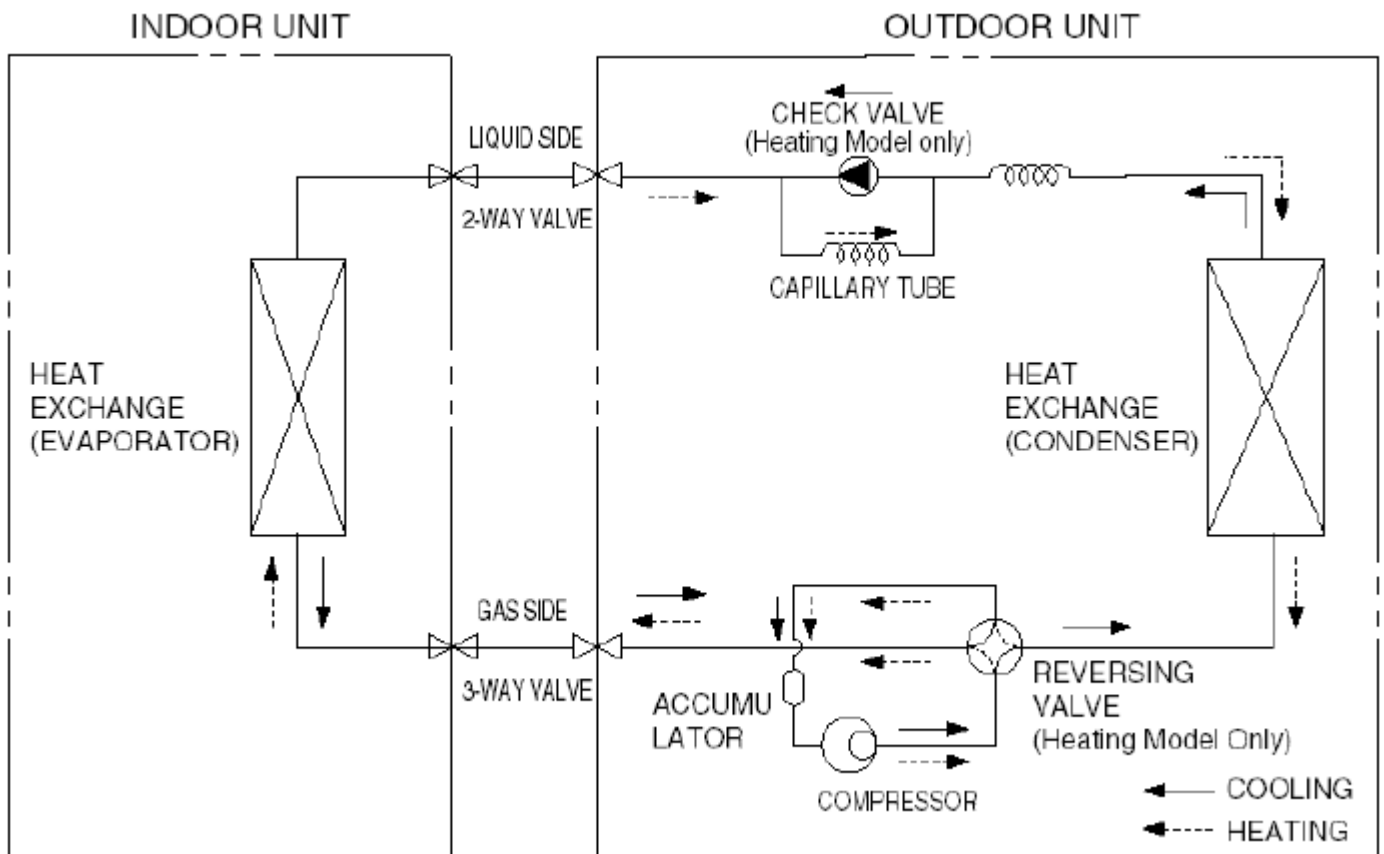 INDOOR UNIT
OUTDOOR UNIT
LIQUID SIDE
2-WAY VALVE
CHECK VALVE
(Heating Model only)
CAPILLARY TUBE
HEAT
EXCHANGE
(EVAPORATOR)
HEAT
EXCHANGE
(CONDENSER)
GAS SIDE
3-WAY VALVE
ACCUMU
LATOR
COMPRESSOR
REVERSING
VALVE
(Heating Model Only)
COOLING
HEATING